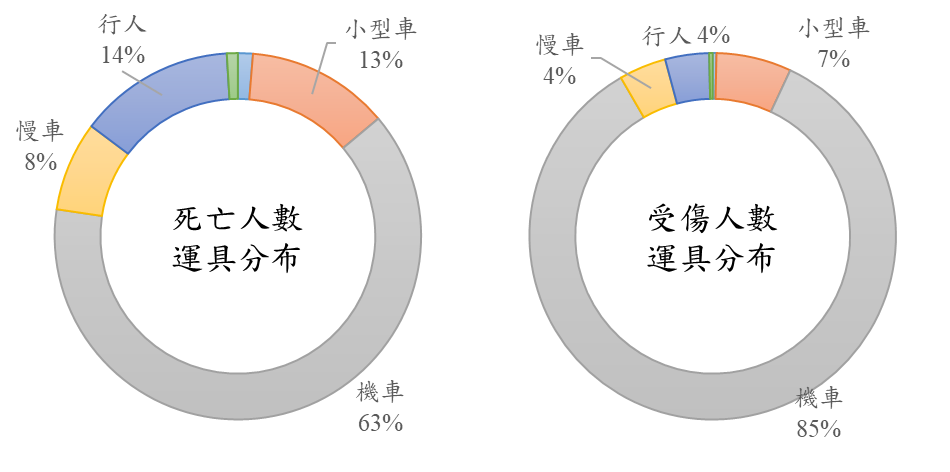 行人
14%
小型車
13%
慢車
8%
死亡人數
運具分布
機車
63%
慢車
4%
行人 4%
小型車
7%
受傷人數
運具分布
機車
85%